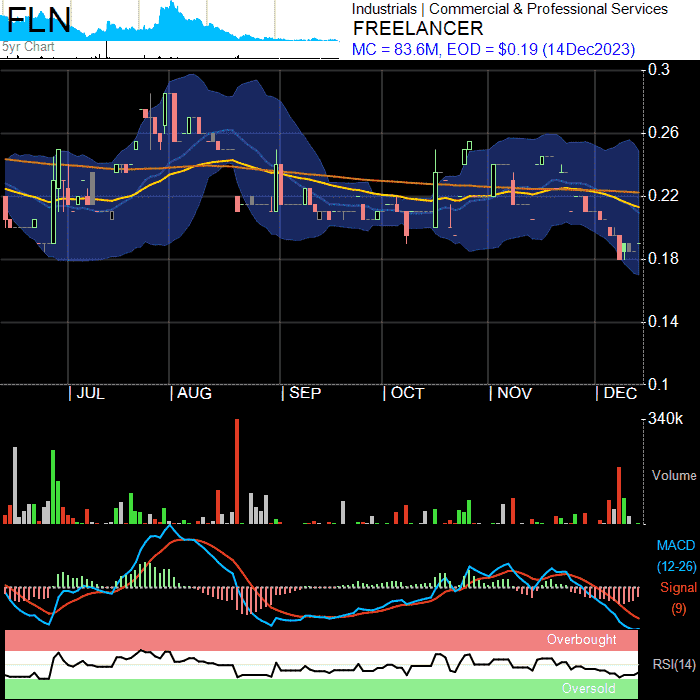 FLN
5yr Chart
Industrials | Commercial & Professional Services
FREELANCER
MC = 83.6M, EOD = $0.19 (14Dec2023)
0.3
0.26
0.22
0.18
0.14
0.1
JUL AUG SEP OCT NOV DEC
340k
Volume
MACD
(12-26)
Signal
(9)
Overbought
RSI(14)
Oversold